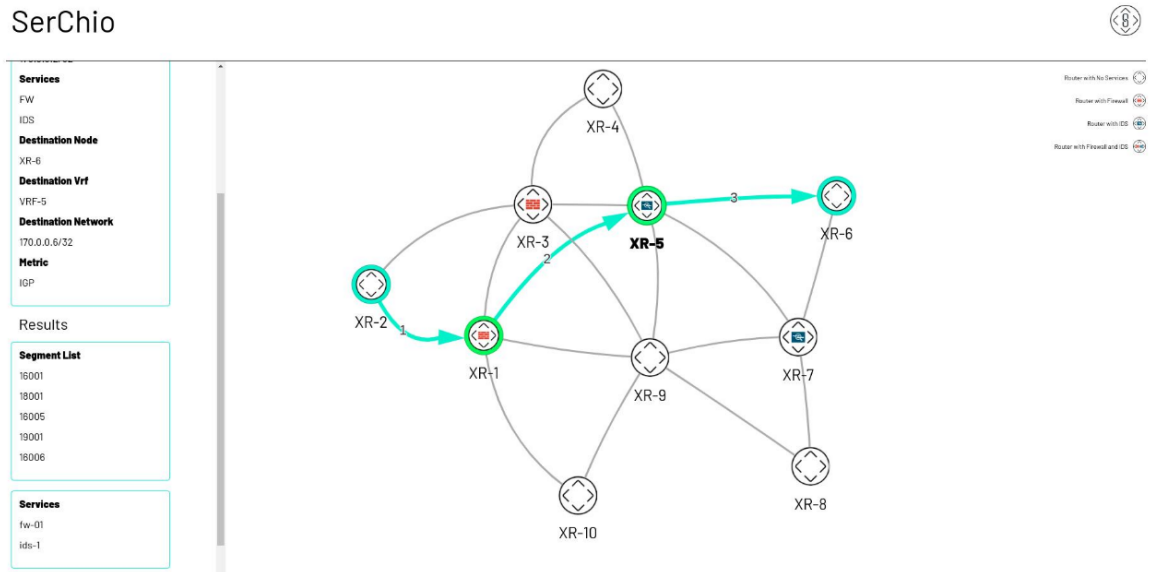 SerChio
Services
FW
IDS
Destination Node
XR-6
Destination Vrf
VRF-5
Destination Network
170.0.0.6/32
Metric
IGP
Results
Segment List
16001
18001
16005
19001
16006
Services
fw-01
ids-1
XR-4
XR-3
XR-5
XR-6
XR-2
XR-1
XR-9
XR-7
XR-8
XR-10
1
2
3
Router with No Services
Router with Firewall
Router with IDS
Router with Firewall and IDS